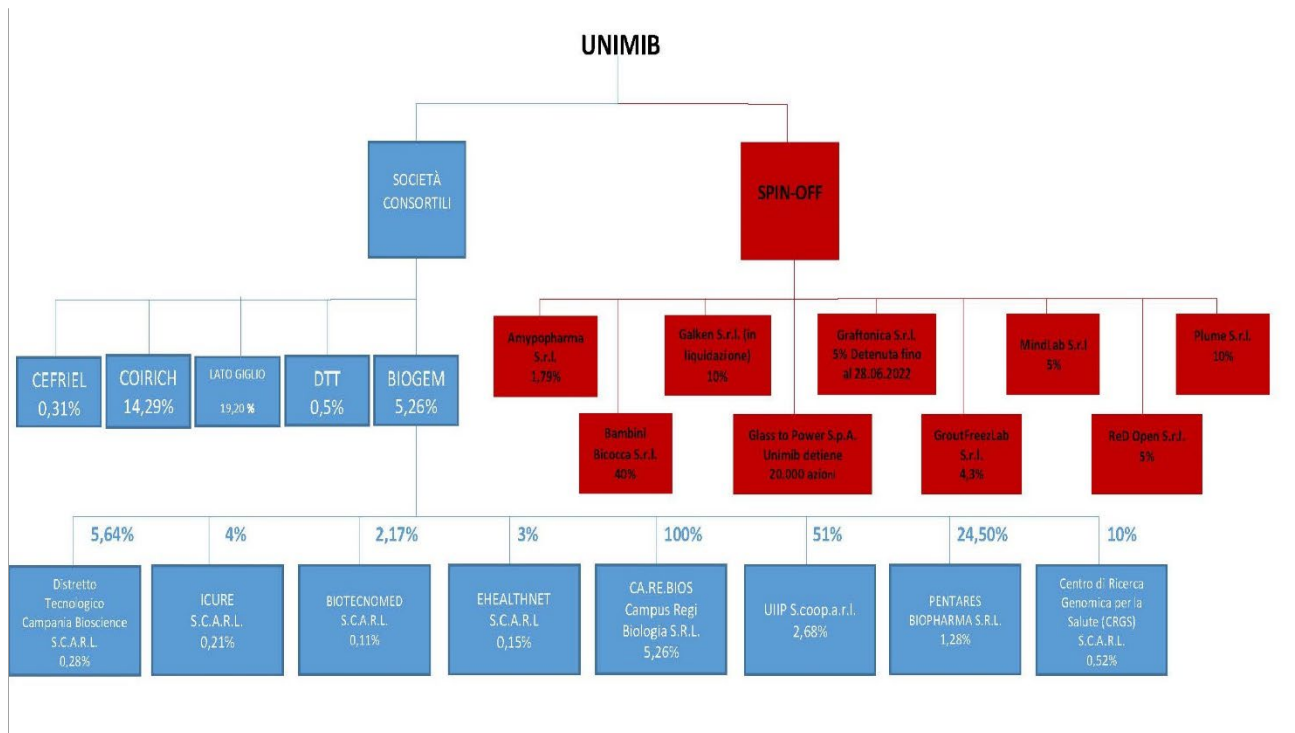 UNIMIB
SOCIETÀ
CONSORTILI
SPIN-OFF
CEFRIEL
0,31%
COIRICH
14,29%
LATO GIGLIO
19,20 %
DTT
0,5%
BIOGEM
5,26%
Amypopharma
S.r.l.
1,79%
Galken S.r.l. (in
liquidazione)
10%
Graftonica S.r.l.
5% Detenuta fino
al 28.06.2022
MindLab S.r.l
5%
Plume S.r.l.
10%
Bambini
Bicocca S.r.l.
40%
Glass to Power S.p.A.
Unimib detiene
20.000 azioni
GroutFreezLab
S.r.l.
4,3%
ReD Open S.r.l.
5%
5,64%
4%
2,17%
3%
100%
51%
24,50%
10%
Distretto
Tecnologico
Campania Bioscience
S.C.A.R.L.
0,28%
ICURE
S.C.A.R.L.
0,21%
BIOTECNOMED
S.C.A.R.L.
0,11%
EHEALTHNET
S.C.A.R.L
0,15%
CA.RE.BIOS
Campus Regi
Biologia S.R.L.
5,26%
UIIP S.coop.a.r.l.
2,68%
PENTARES
BIOPHARMA S.R.L.
1,28%
Centro di Ricerca
Genomica per la
Salute (CRGS)
S.C.A.R.L.
0,52%